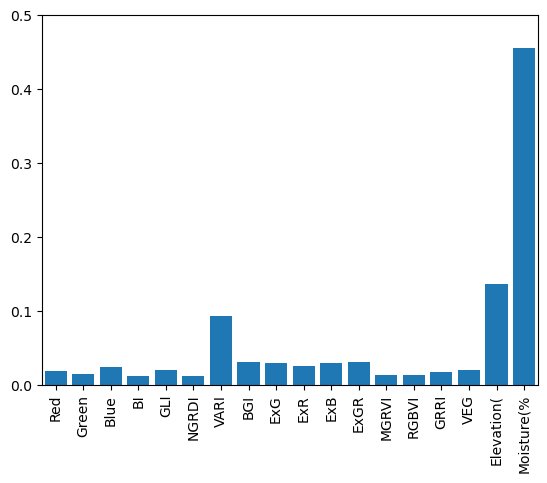 0.5
0.4
0.3
0.2
0.1
0.0
Red
Green
Blue
BI
GLI
NGRDI
VARI
BGI
ExG
ExR
ExB
ExGR
MGRVI
RGBVI
GRRI
VEG
Elevation(
Moisture(%